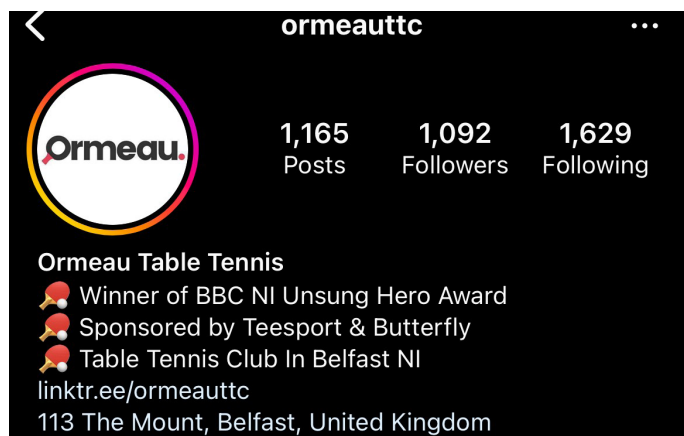 ormeauttc
Ormeau.
1,165 1,092 1,629
Posts Followers Following
Ormeau Table Tennis
🏓 Winner of BBC NI Unsung Hero Award
🏓 Sponsored by Teesport & Butterfly
🏓 Table Tennis Club In Belfast NI
linktr.ee/ormeauttc
113 The Mount, Belfast, United Kingdom